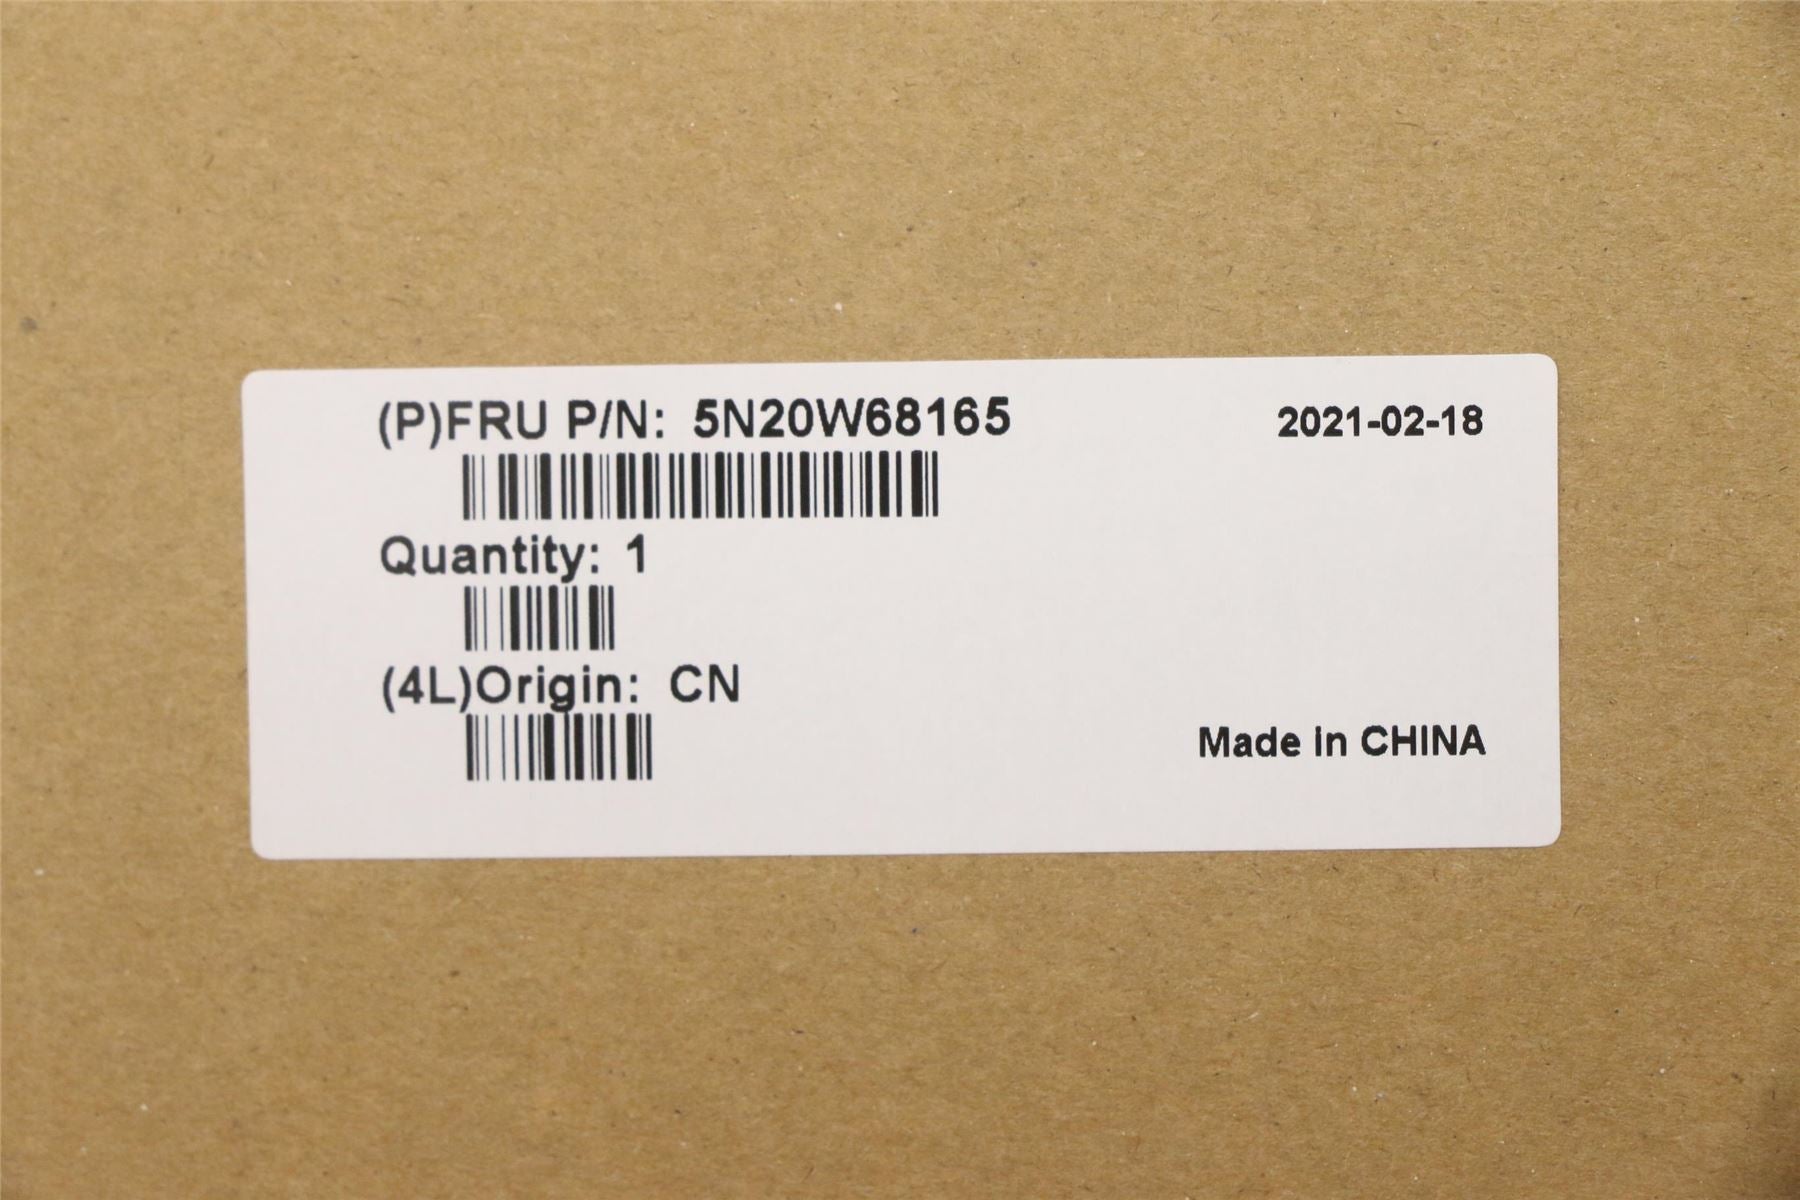 (P)FRU P/N: 5N20W68165
2021-02-18
Quantity: 1
(4L)Origin: CN
Made in CHINA